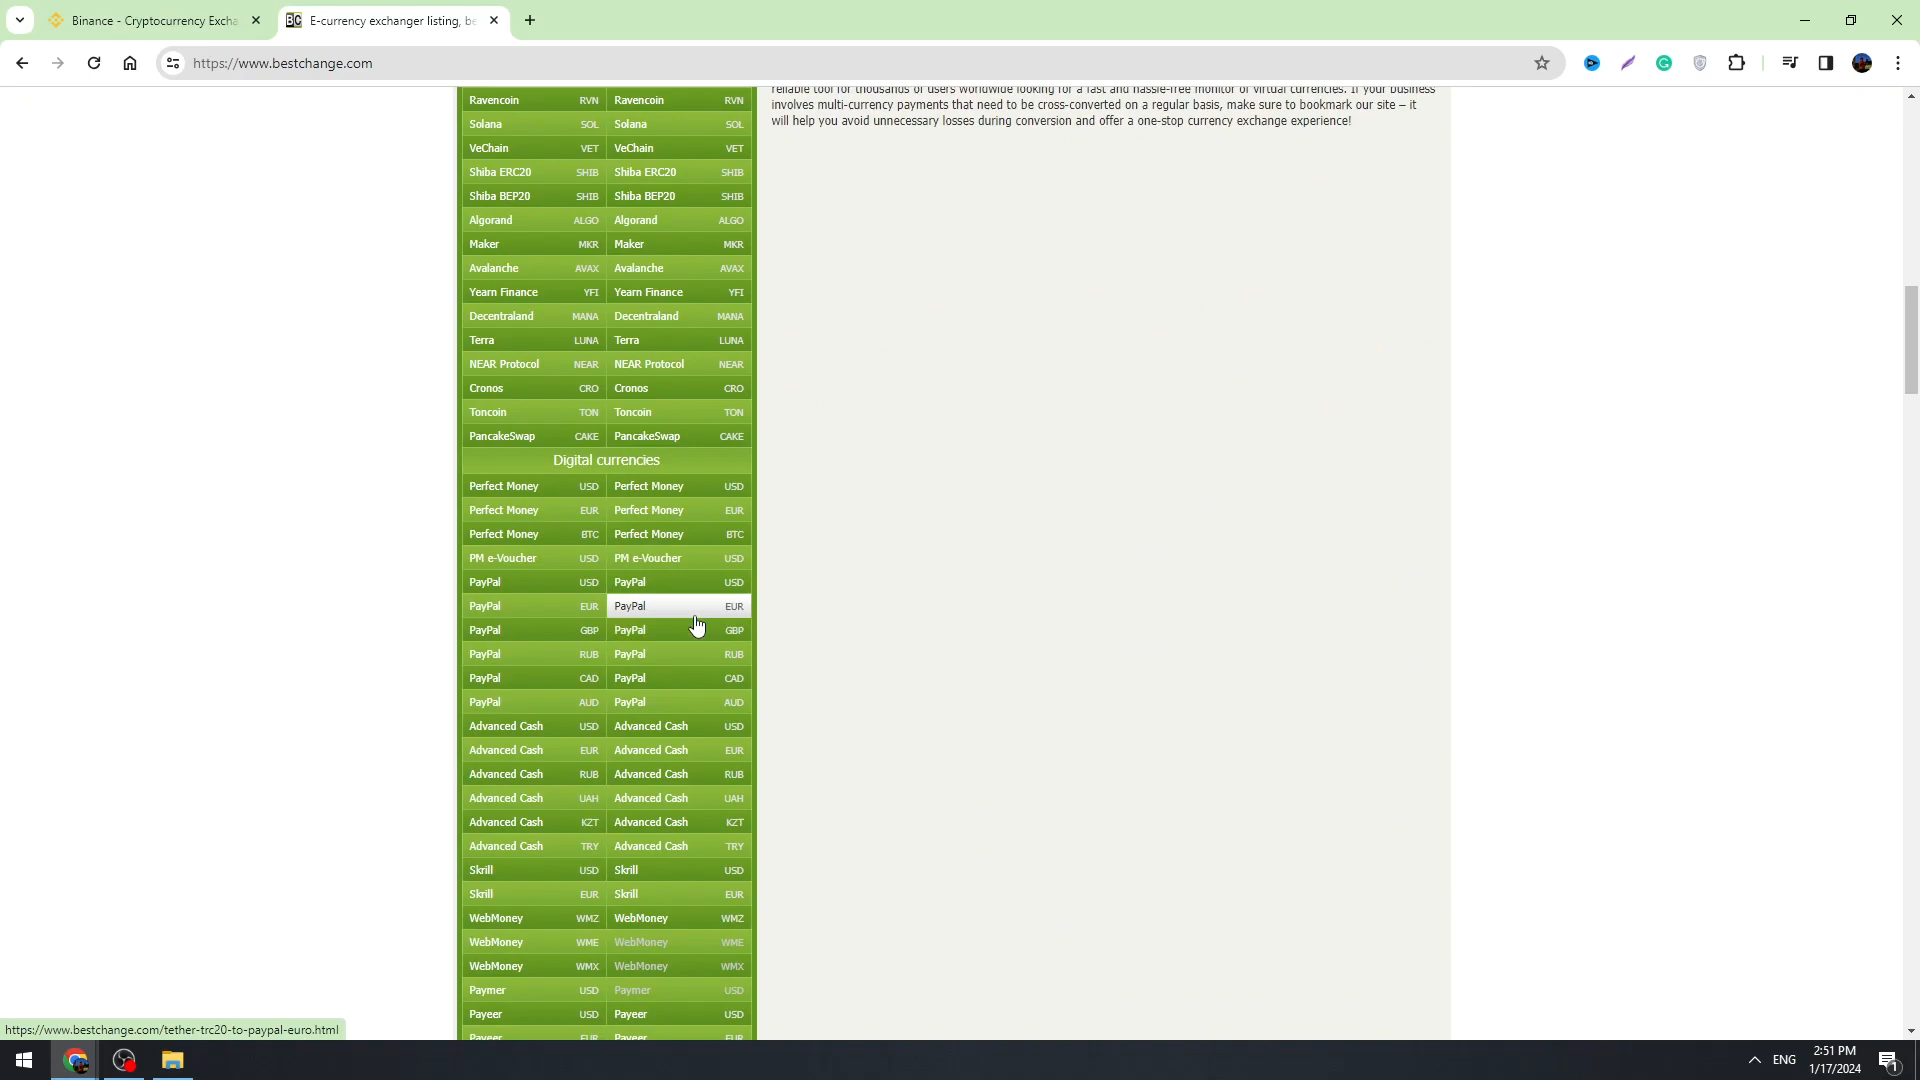 Binance - Cryptocurrency Excha
E-currency exchanger listing, be
https://www.bestchange.com
reliable tool for thousands of users worldwide looking for a fast and hassle-free monitor of virtual currencies. If your business
involves multi-currency payments that need to be cross-converted on a regular basis, make sure to bookmark our site – it
will help you avoid unnecessary losses during conversion and offer a one-stop currency exchange experience!
Ravencoin RVN Ravencoin RVN
Solana SOL Solana SOL
VeChain VET VeChain VET
Shiba ERC20 SHIB Shiba ERC20 SHIB
Shiba BEP20 SHIB Shiba BEP20 SHIB
Algorand ALGO Algorand ALGO
Maker MKR Maker MKR
Avalanche AVAX Avalanche AVAX
Yearn Finance YFI Yearn Finance YFI
Decentraland MANA Decentraland MANA
Terra LUNA Terra LUNA
NEAR Protocol NEAR NEAR Protocol NEAR
Cronos CRO Cronos CRO
Toncoin TON Toncoin TON
PancakeSwap CAKE PancakeSwap CAKE
Digital currencies
Perfect Money USD Perfect Money USD
Perfect Money EUR Perfect Money EUR
Perfect Money BTC Perfect Money BTC
PM e-Voucher USD PM e-Voucher USD
PayPal USD PayPal USD
PayPal EUR PayPal EUR
PayPal GBP PayPal GBP
PayPal RUB PayPal RUB
PayPal CAD PayPal CAD
PayPal AUD PayPal AUD
Advanced Cash USD Advanced Cash USD
Advanced Cash EUR Advanced Cash EUR
Advanced Cash RUB Advanced Cash RUB
Advanced Cash UAH Advanced Cash UAH
Advanced Cash KZT Advanced Cash KZT
Advanced Cash TRY Advanced Cash TRY
Skrill USD Skrill USD
Skrill EUR Skrill EUR
WebMoney WMZ WebMoney WMZ
WebMoney WME WebMoney WME
WebMoney WMX WebMoney WMX
Paymer USD Paymer USD
Payeer USD Payeer USD
Payeer EUR Payeer EUR
https://www.bestchange.com/tether-trc20-to-paypal-euro.html
ENG
2:51 PM
1/17/2024
1